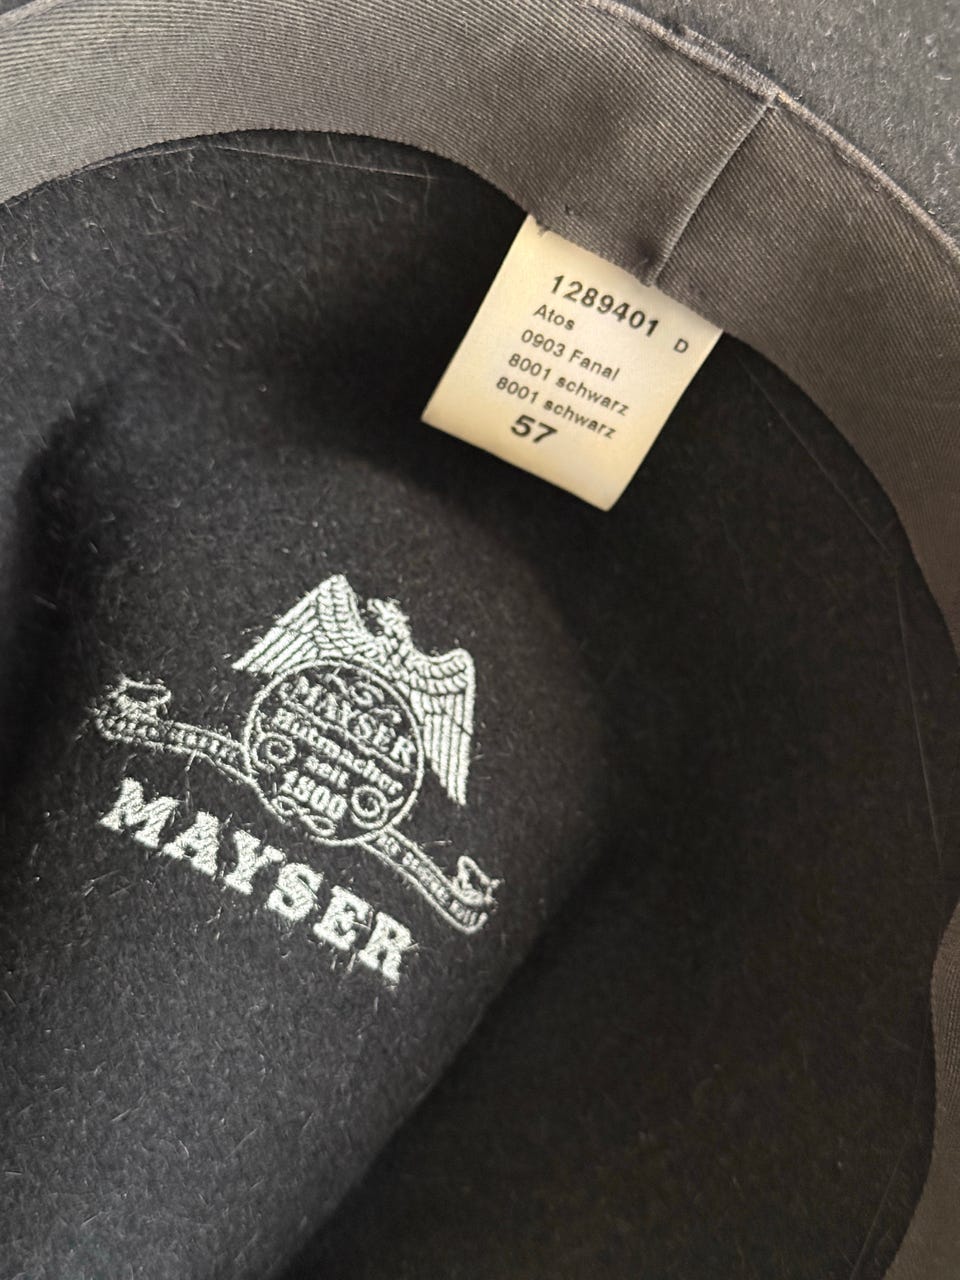 1289401 D
Atos
0903 Fanal
8001 schwarz
8001 schwarz
57
MAYSER
Hutmacher
seit
1800
MAYSER